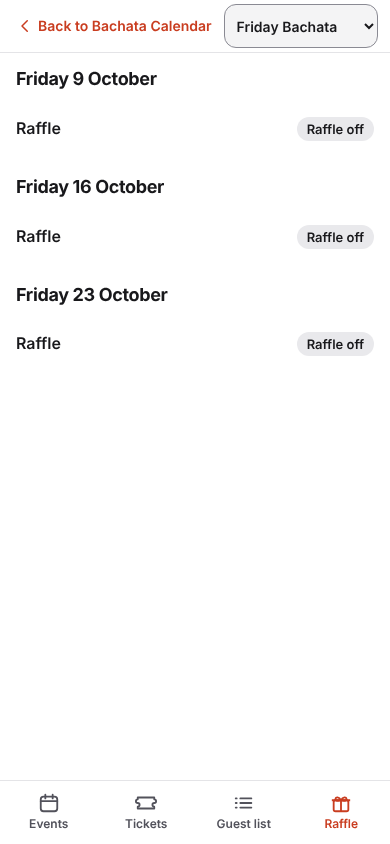 Back to Bachata Calendar
Friday Bachata
Friday 9 October
Raffle
Raffle off
Friday 16 October
Raffle
Raffle off
Friday 23 October
Raffle
Raffle off
Events
Tickets
Guest list
Raffle